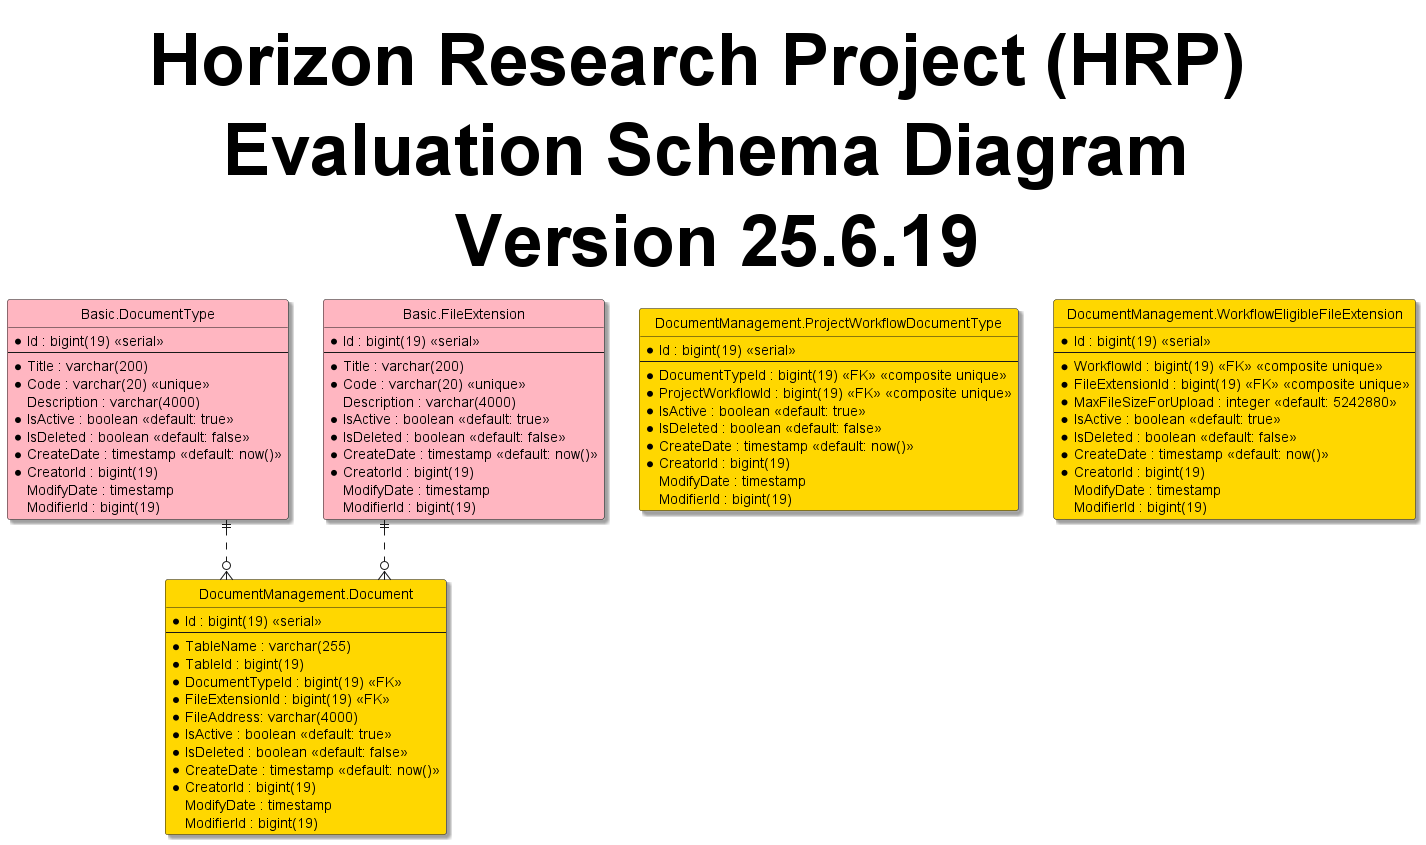 Horizon Research Project (HRP)
Evaluation Schema Diagram
Version 25.6.19
Basic.DocumentType
Id : bigint(19) «serial»
Title : varchar(200)
Code : varchar(20) «unique»
Description : varchar(4000)
IsActive : boolean «default: true»
IsDeleted : boolean «default: false»
CreateDate : timestamp «default: now()»
CreatorId : bigint(19)
ModifyDate : timestamp
ModifierId : bigint(19)
Basic.FileExtension
Id : bigint(19) «serial»
Title : varchar(200)
Code : varchar(20) «unique»
Description : varchar(4000)
IsActive : boolean «default: true»
IsDeleted : boolean «default: false»
CreateDate : timestamp «default: now()»
CreatorId : bigint(19)
ModifyDate : timestamp
ModifierId : bigint(19)
DocumentManagement.ProjectWorkflowDocumentType
Id : bigint(19) «serial»
DocumentTypeId : bigint(19) «FK» «composite unique»
ProjectWorkflowId : bigint(19) «FK» «composite unique»
IsActive : boolean «default: true»
IsDeleted : boolean «default: false»
CreateDate : timestamp «default: now()»
CreatorId : bigint(19)
ModifyDate : timestamp
ModifierId : bigint(19)
DocumentManagement.WorkflowEligibleFileExtension
Id : bigint(19) «serial»
WorkflowId : bigint(19) «FK» «composite unique»
FileExtensionId : bigint(19) «FK» «composite unique»
MaxFileSizeForUpload : integer «default: 5242880»
IsActive : boolean «default: true»
IsDeleted : boolean «default: false»
CreateDate : timestamp «default: now()»
CreatorId : bigint(19)
ModifyDate : timestamp
ModifierId : bigint(19)
DocumentManagement.Document
Id : bigint(19) «serial»
TableName : varchar(255)
TableId : bigint(19)
DocumentTypeId : bigint(19) «FK»
FileExtensionId : bigint(19) «FK»
FileAddress: varchar(4000)
IsActive : boolean «default: true»
IsDeleted : boolean «default: false»
CreateDate : timestamp «default: now()»
CreatorId : bigint(19)
ModifyDate : timestamp
ModifierId : bigint(19)